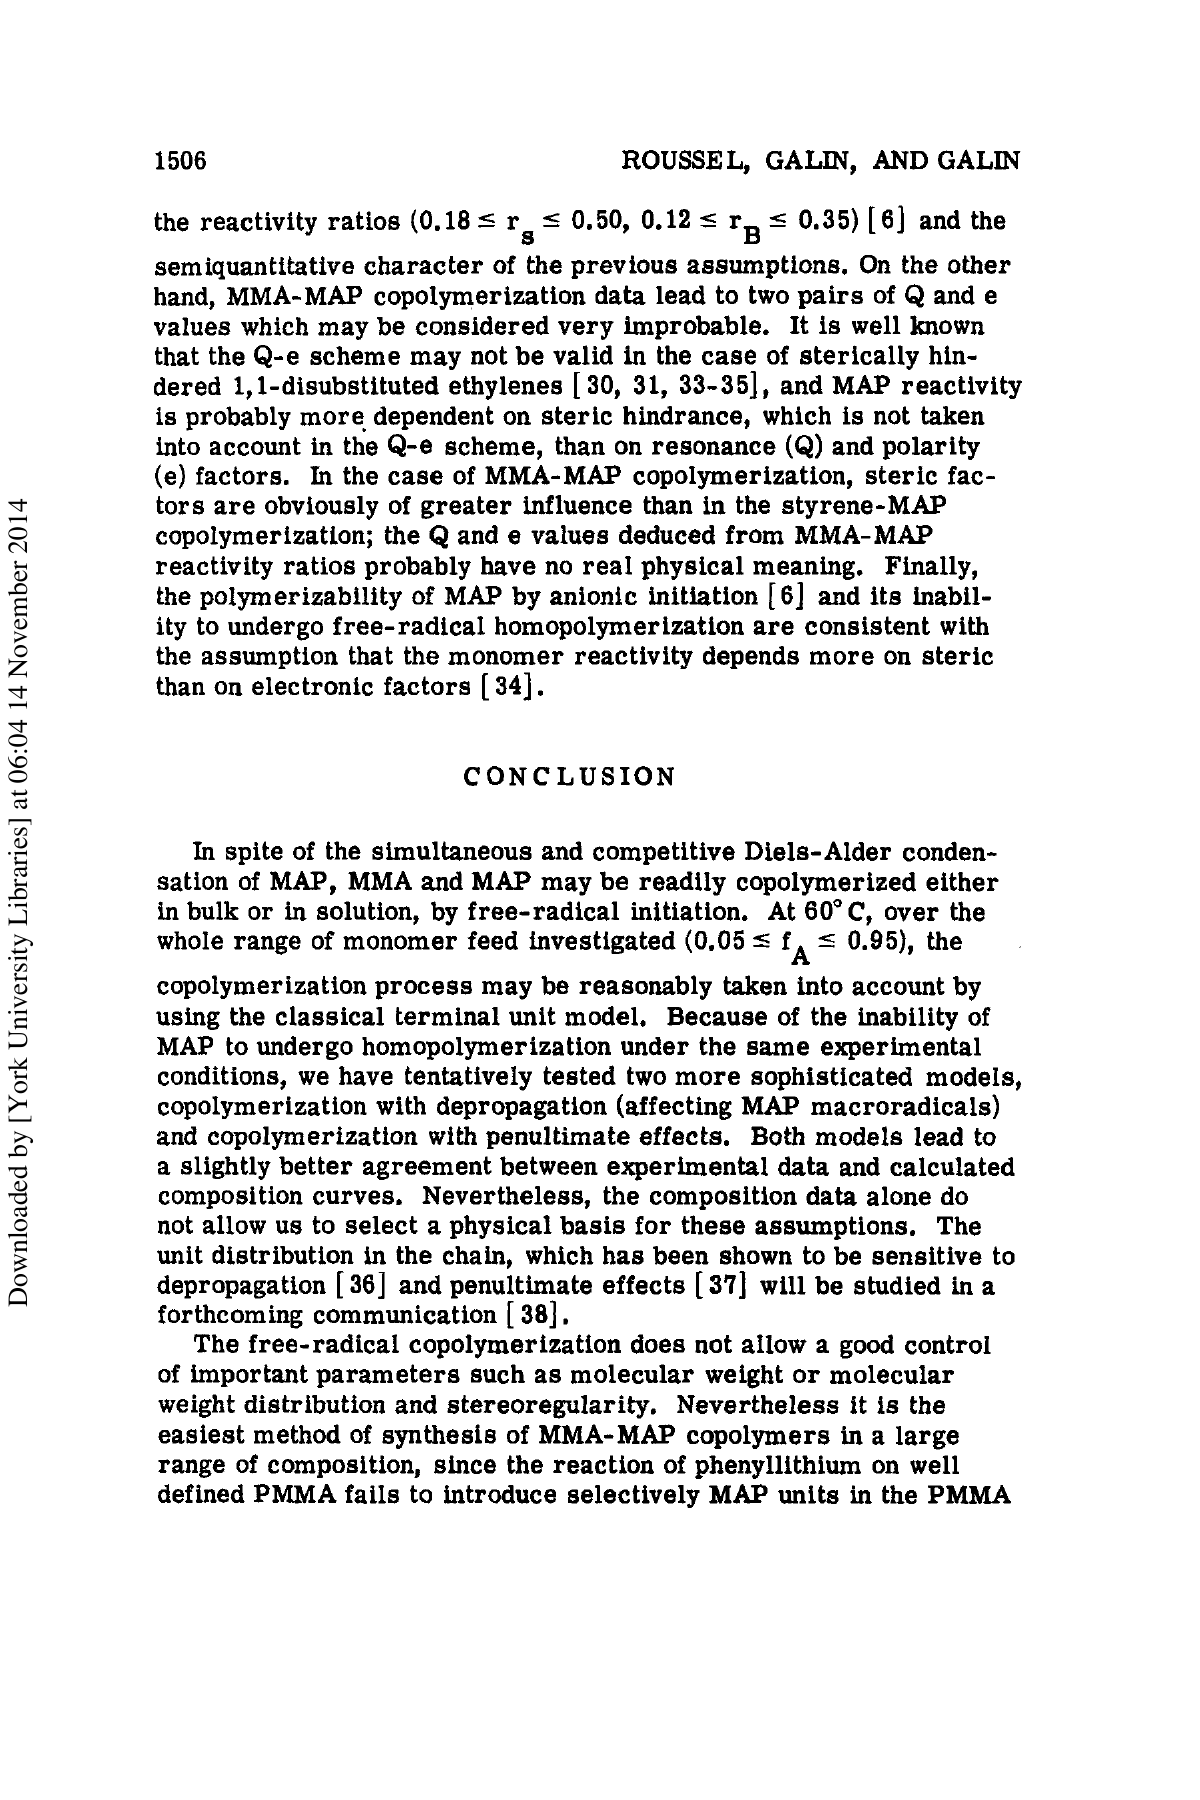 1506 ROUSSEL, GALIN, AND GALIN
the reactivity ratios (0.18 ≤ r_s ≤ 0.50, 0.12 ≤ r_B ≤ 0.35) [6] and the
semiquantitative character of the previous assumptions. On the other
hand, MMA-MAP copolymerization data lead to two pairs of Q and e
values which may be considered very improbable. It is well known
that the Q-e scheme may not be valid in the case of sterically hin-
dered 1,1-disubstituted ethylenes [30, 31, 33-35], and MAP reactivity
is probably more dependent on steric hindrance, which is not taken
into account in the Q-e scheme, than on resonance (Q) and polarity
(e) factors. In the case of MMA-MAP copolymerization, steric fac-
tors are obviously of greater influence than in the styrene-MAP
copolymerization; the Q and e values deduced from MMA-MAP
reactivity ratios probably have no real physical meaning. Finally,
the polymerizability of MAP by anionic initiation [6] and its inabil-
ity to undergo free-radical homopolymerization are consistent with
the assumption that the monomer reactivity depends more on steric
than on electronic factors [34].
CONCLUSION
In spite of the simultaneous and competitive Diels-Alder conden-
sation of MAP, MMA and MAP may be readily copolymerized either
in bulk or in solution, by free-radical initiation. At 60°C, over the
whole range of monomer feed investigated (0.05 ≤ f_A ≤ 0.95), the
copolymerization process may be reasonably taken into account by
using the classical terminal unit model. Because of the inability of
MAP to undergo homopolymerization under the same experimental
conditions, we have tentatively tested two more sophisticated models,
copolymerization with depropagation (affecting MAP macroradicals)
and copolymerization with penultimate effects. Both models lead to
a slightly better agreement between experimental data and calculated
composition curves. Nevertheless, the composition data alone do
not allow us to select a physical basis for these assumptions. The
unit distribution in the chain, which has been shown to be sensitive to
depropagation [36] and penultimate effects [37] will be studied in a
forthcoming communication [38].
The free-radical copolymerization does not allow a good control
of important parameters such as molecular weight or molecular
weight distribution and stereoregularity. Nevertheless it is the
easiest method of synthesis of MMA-MAP copolymers in a large
range of composition, since the reaction of phenyllithium on well
defined PMMA fails to introduce selectively MAP units in the PMMA
Downloaded by [York University Libraries] at 06:04 14 November 2014